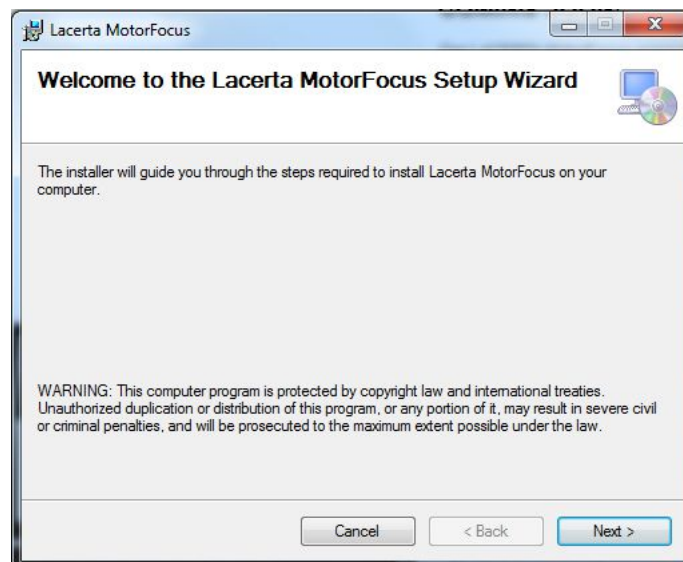 Lacerta MotorFocus
Welcome to the Lacerta MotorFocus Setup Wizard
The installer will guide you through the steps required to install Lacerta MotorFocus on your
computer.
WARNING: This computer program is protected by copyright law and international treaties.
Unauthorized duplication or distribution of this program, or any portion of it, may result in severe civil
or criminal penalties, and will be prosecuted to the maximum extent possible under the law.
Cancel
< Back
Next >